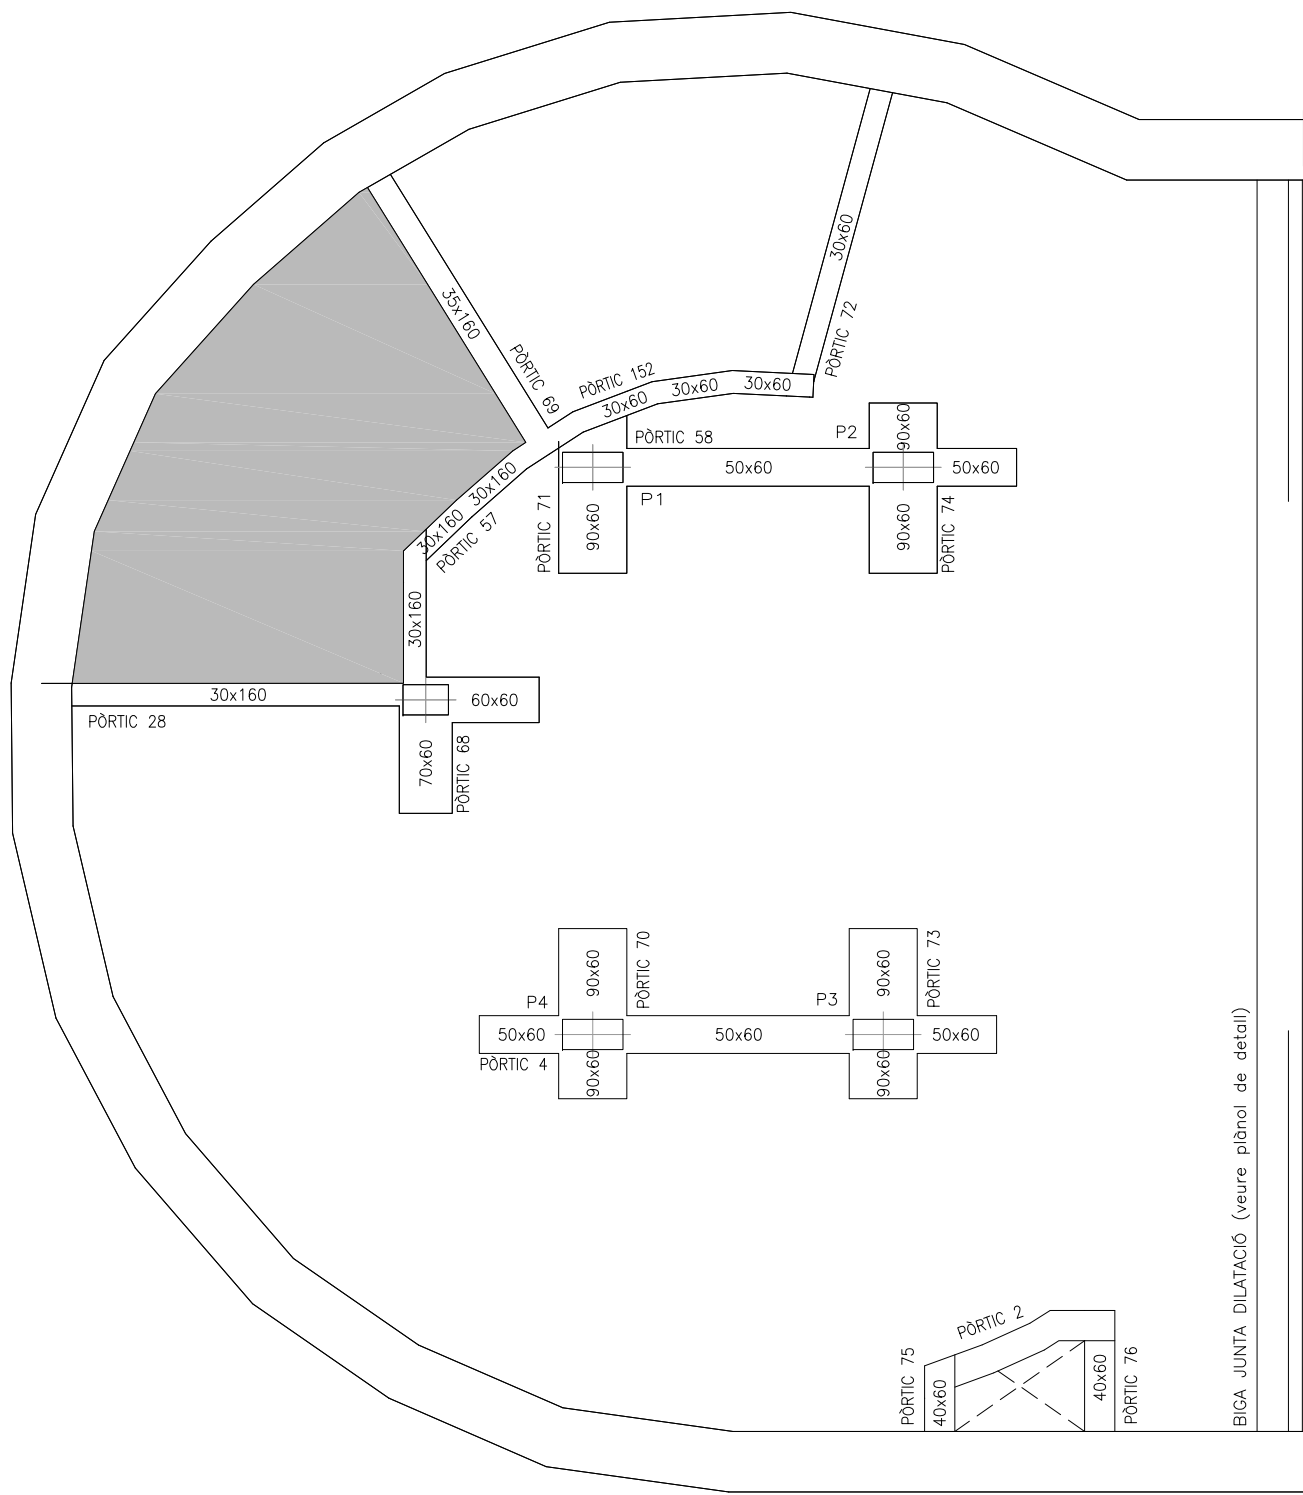 30x60
35x160
PÒRTIC 69
PÒRTIC 152
PÒRTIC 72
30x60
30x60
30x60
PÒRTIC 58
P2
90x60
50x60
50x60
30x160
30x160
PÒRTIC 57
PÒRTIC 71
90x60
P1
90x60
PÒRTIC 74
30x160
30x160
PÒRTIC 28
60x60
70x60
PÒRTIC 68
90x60
PÒRTIC 70
90x60
PÒRTIC 73
P4
P3
50x60
50x60
50x60
PÒRTIC 4
90x60
90x60
BIGA JUNTA DILATACIÓ (veure plànol de detall)
PÒRTIC 2
PÒRTIC 75
40x60
40x60
PÒRTIC 76